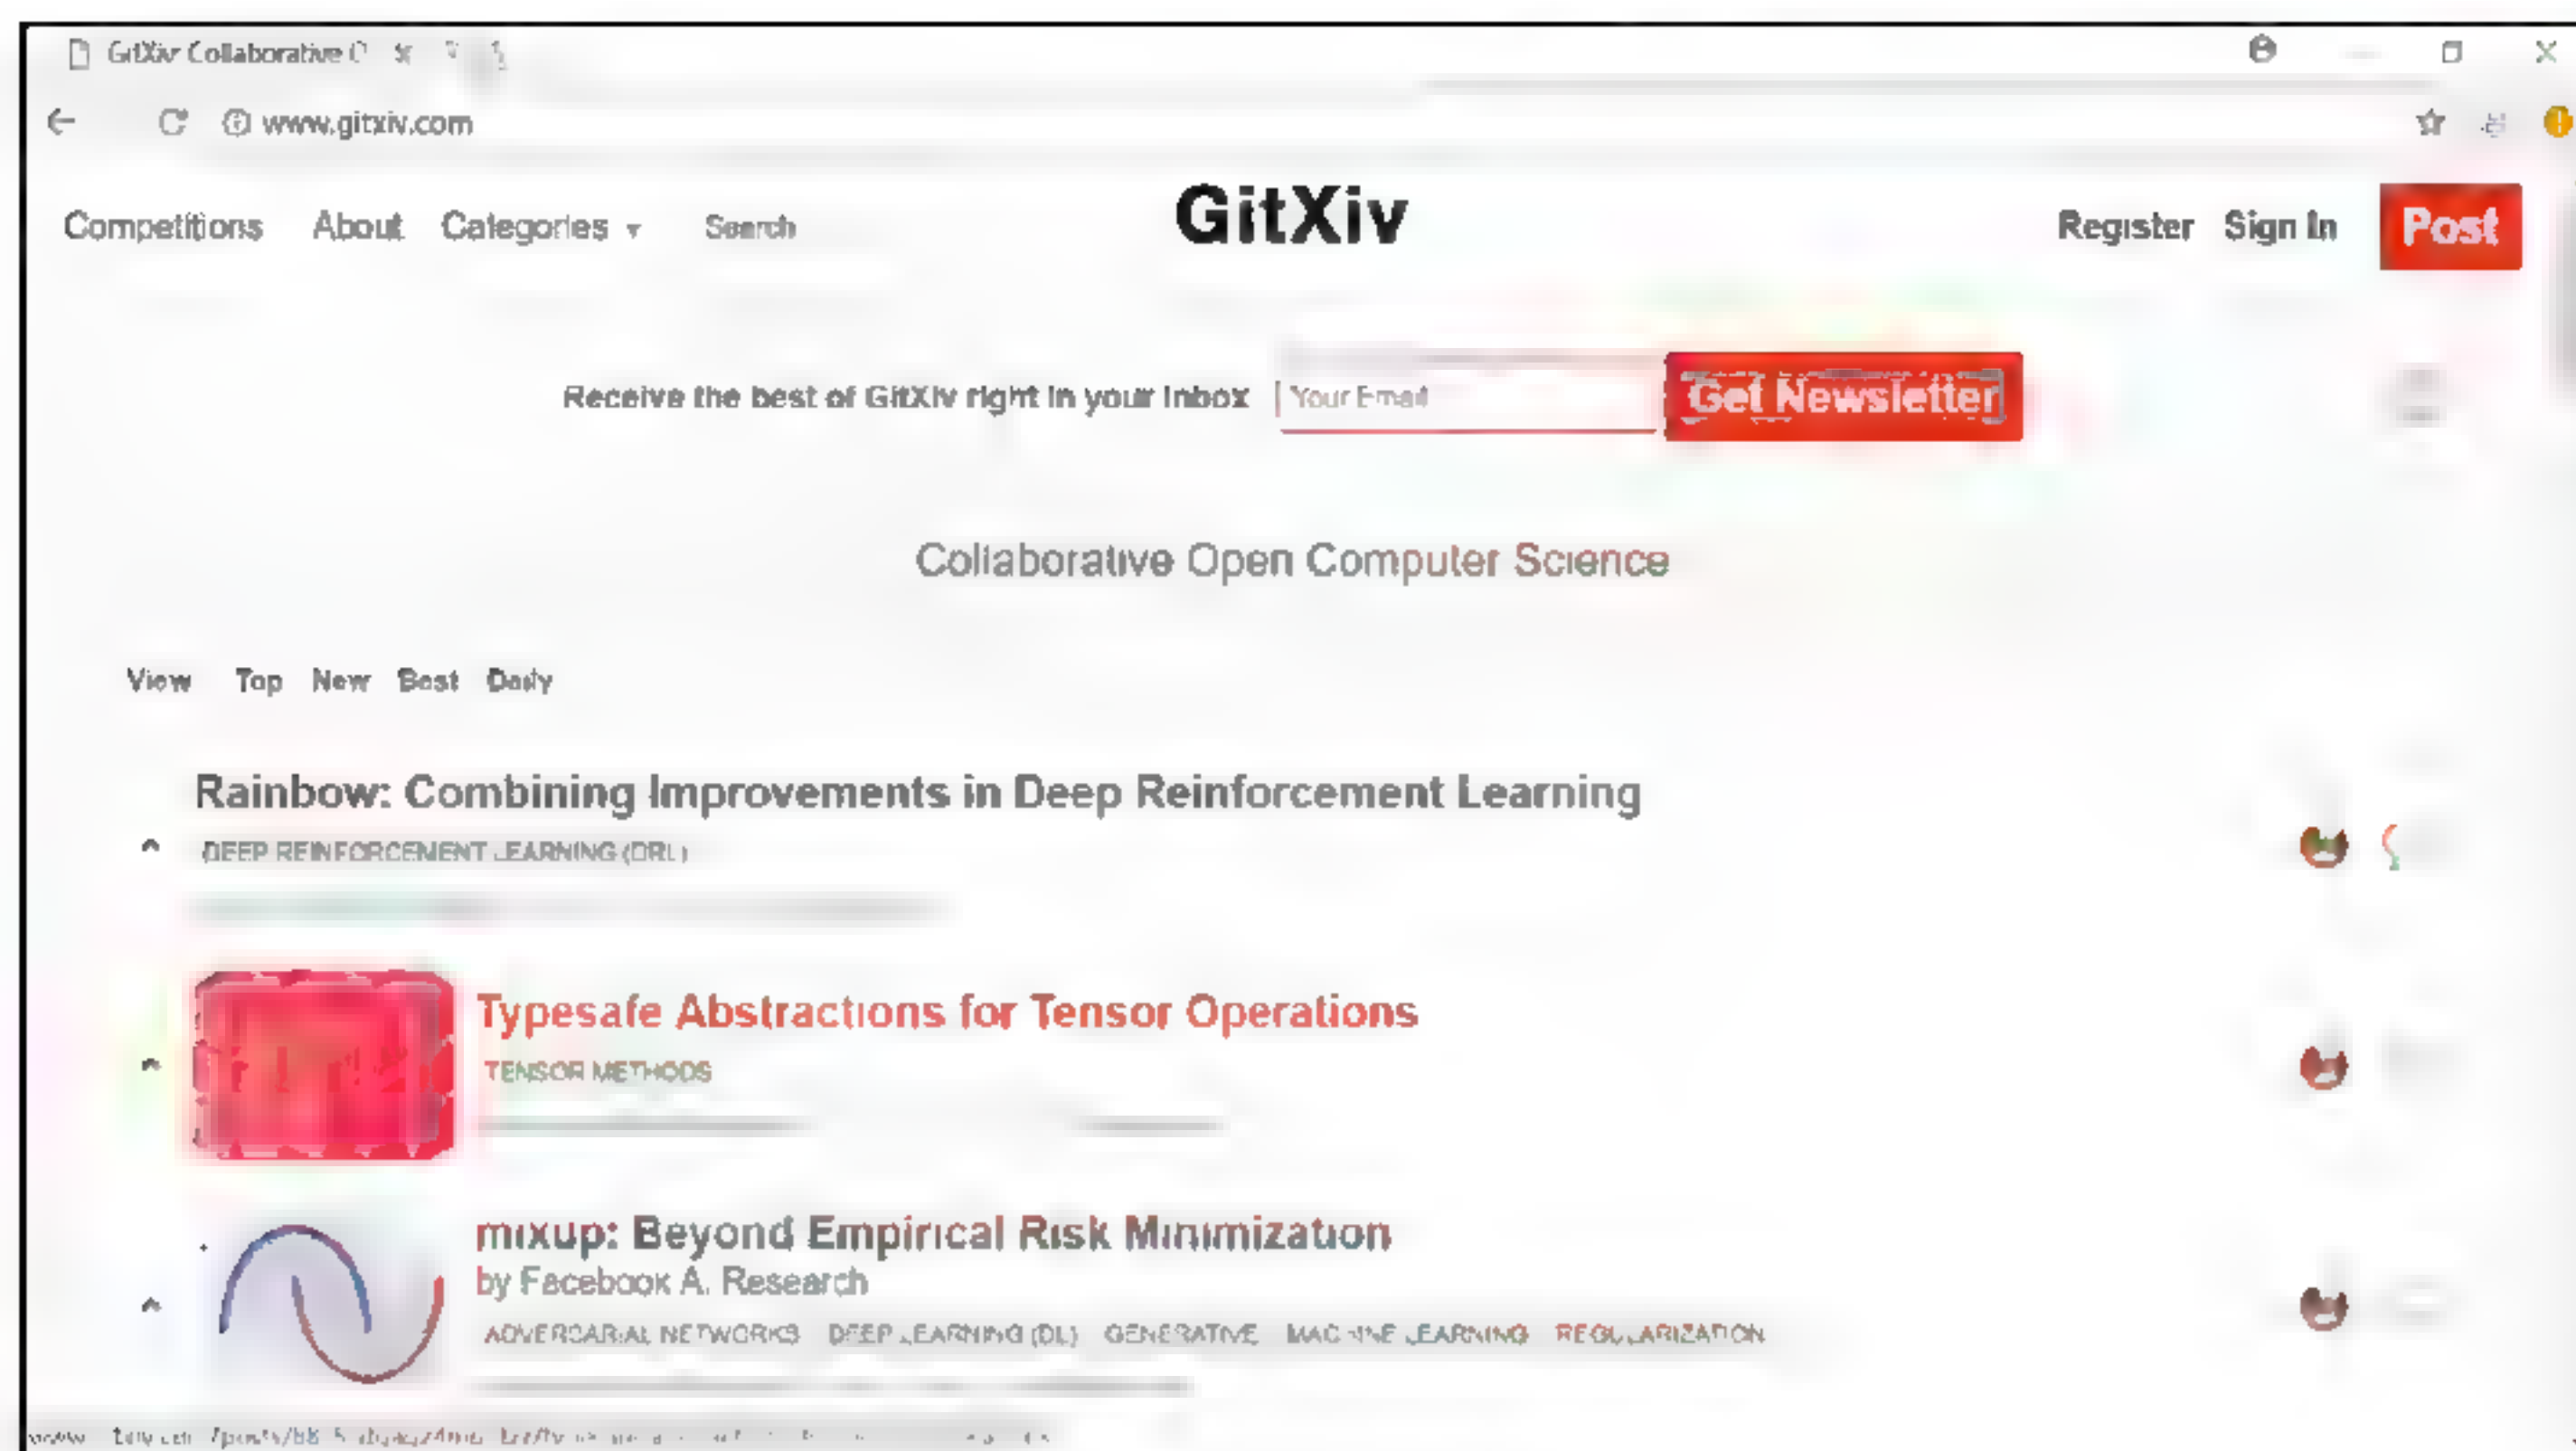 GitXiv Collaborative
www.gitxiv.com
Competitions About Categories Search GitXiv Register Sign In Post
Receive the best of GitXiv right in your Inbox Your Email Get Newsletter
Collaborative Open Computer Science
View Top New Best Daily
Rainbow: Combining Improvements in Deep Reinforcement Learning
DEEP REINFORCEMENT LEARNING (DRL)
Typesafe Abstractions for Tensor Operations
TENSOR METHODS
mixup: Beyond Empirical Risk Minimization
by Facebook A. Research
ADVERSARIAL NETWORKS DEEP LEARNING (DL) GENERATIVE MACHINE LEARNING REGULARIZATION